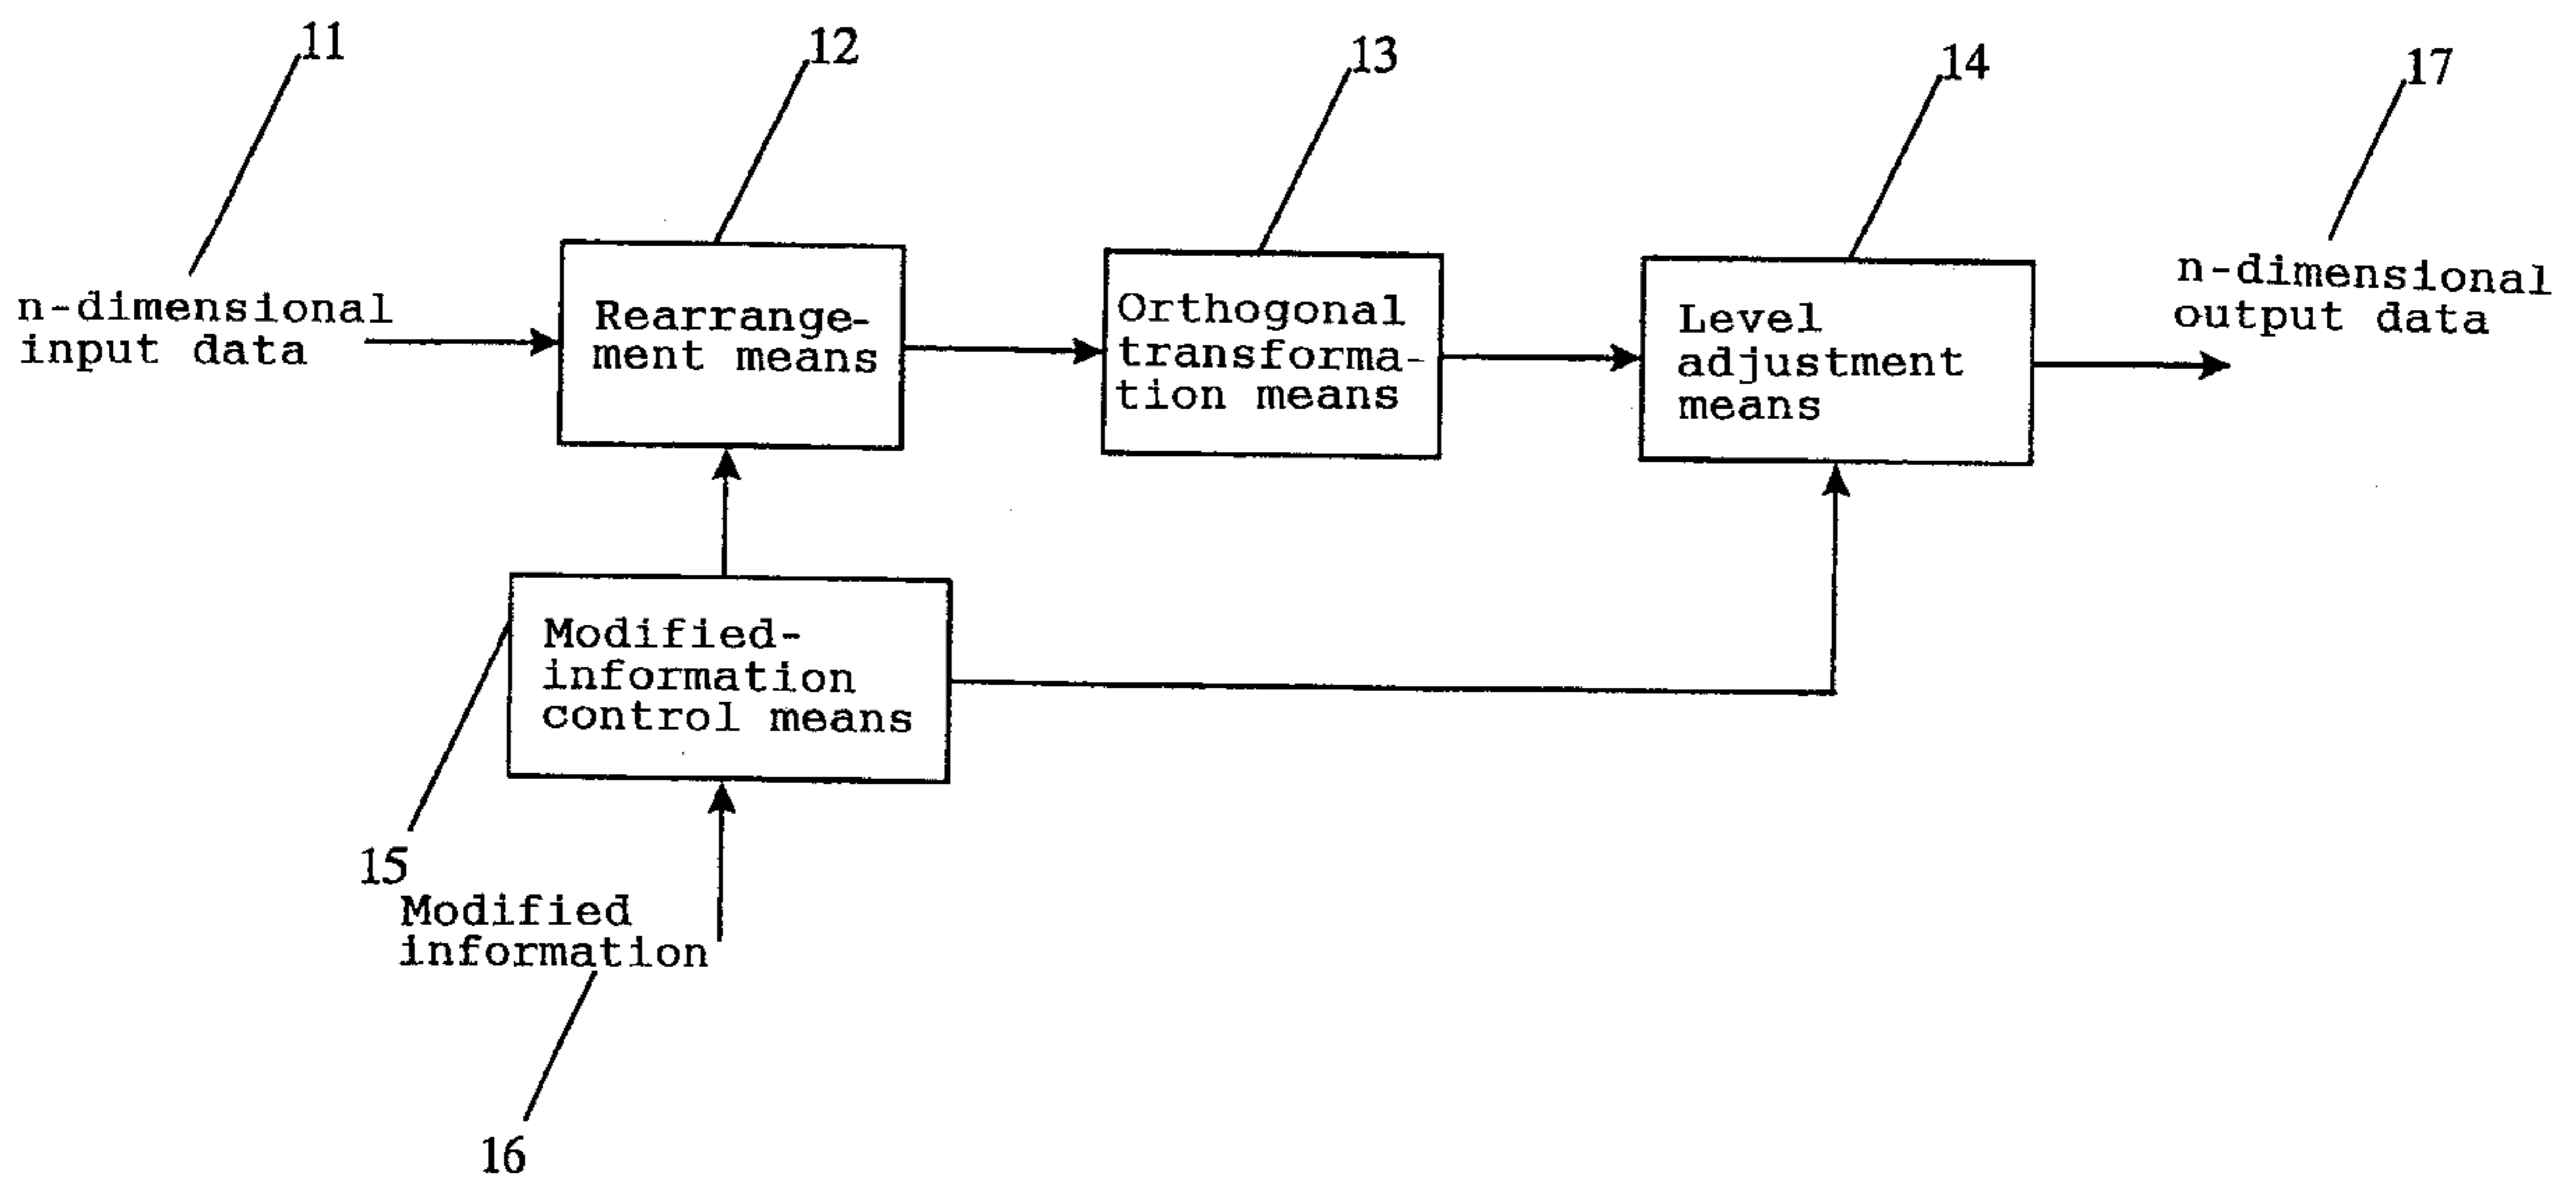 11
12
13
14
17
n-dimensional
input data
Rearrange-
ment means
Orthogonal
transforma-
tion means
Level
adjustment
means
n-dimensional
output data
Modified-
information
control means
15
Modified
information
16